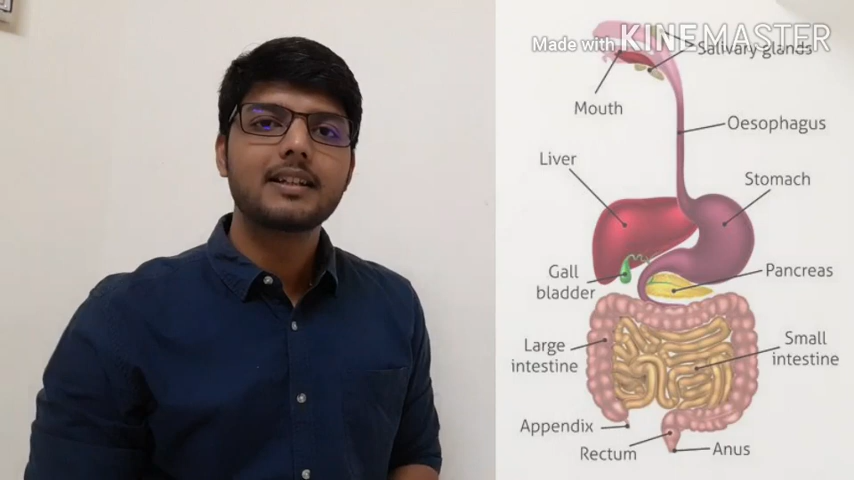 Made with KINEMASTER
Salivary glands
Mouth
Oesophagus
Liver
Stomach
Gall
bladder
Pancreas
Large
intestine
Small
intestine
Appendix
Rectum
Anus